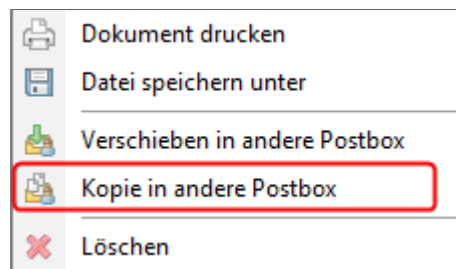 Dokument drucken
Datei speichern unter
Verschieben in andere Postbox
Kopie in andere Postbox
Löschen